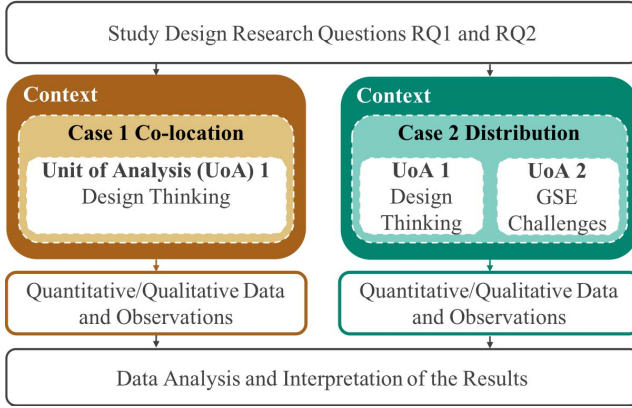 Study Design Research Questions RQ1 and RQ2
Context
Case 1 Co-location
Unit of Analysis (UoA) 1
Design Thinking
Context
Case 2 Distribution
UoA 1
Design
Thinking
UoA 2
GSE
Challenges
Quantitative/Qualitative Data
and Observations
Quantitative/Qualitative Data
and Observations
Data Analysis and Interpretation of the Results